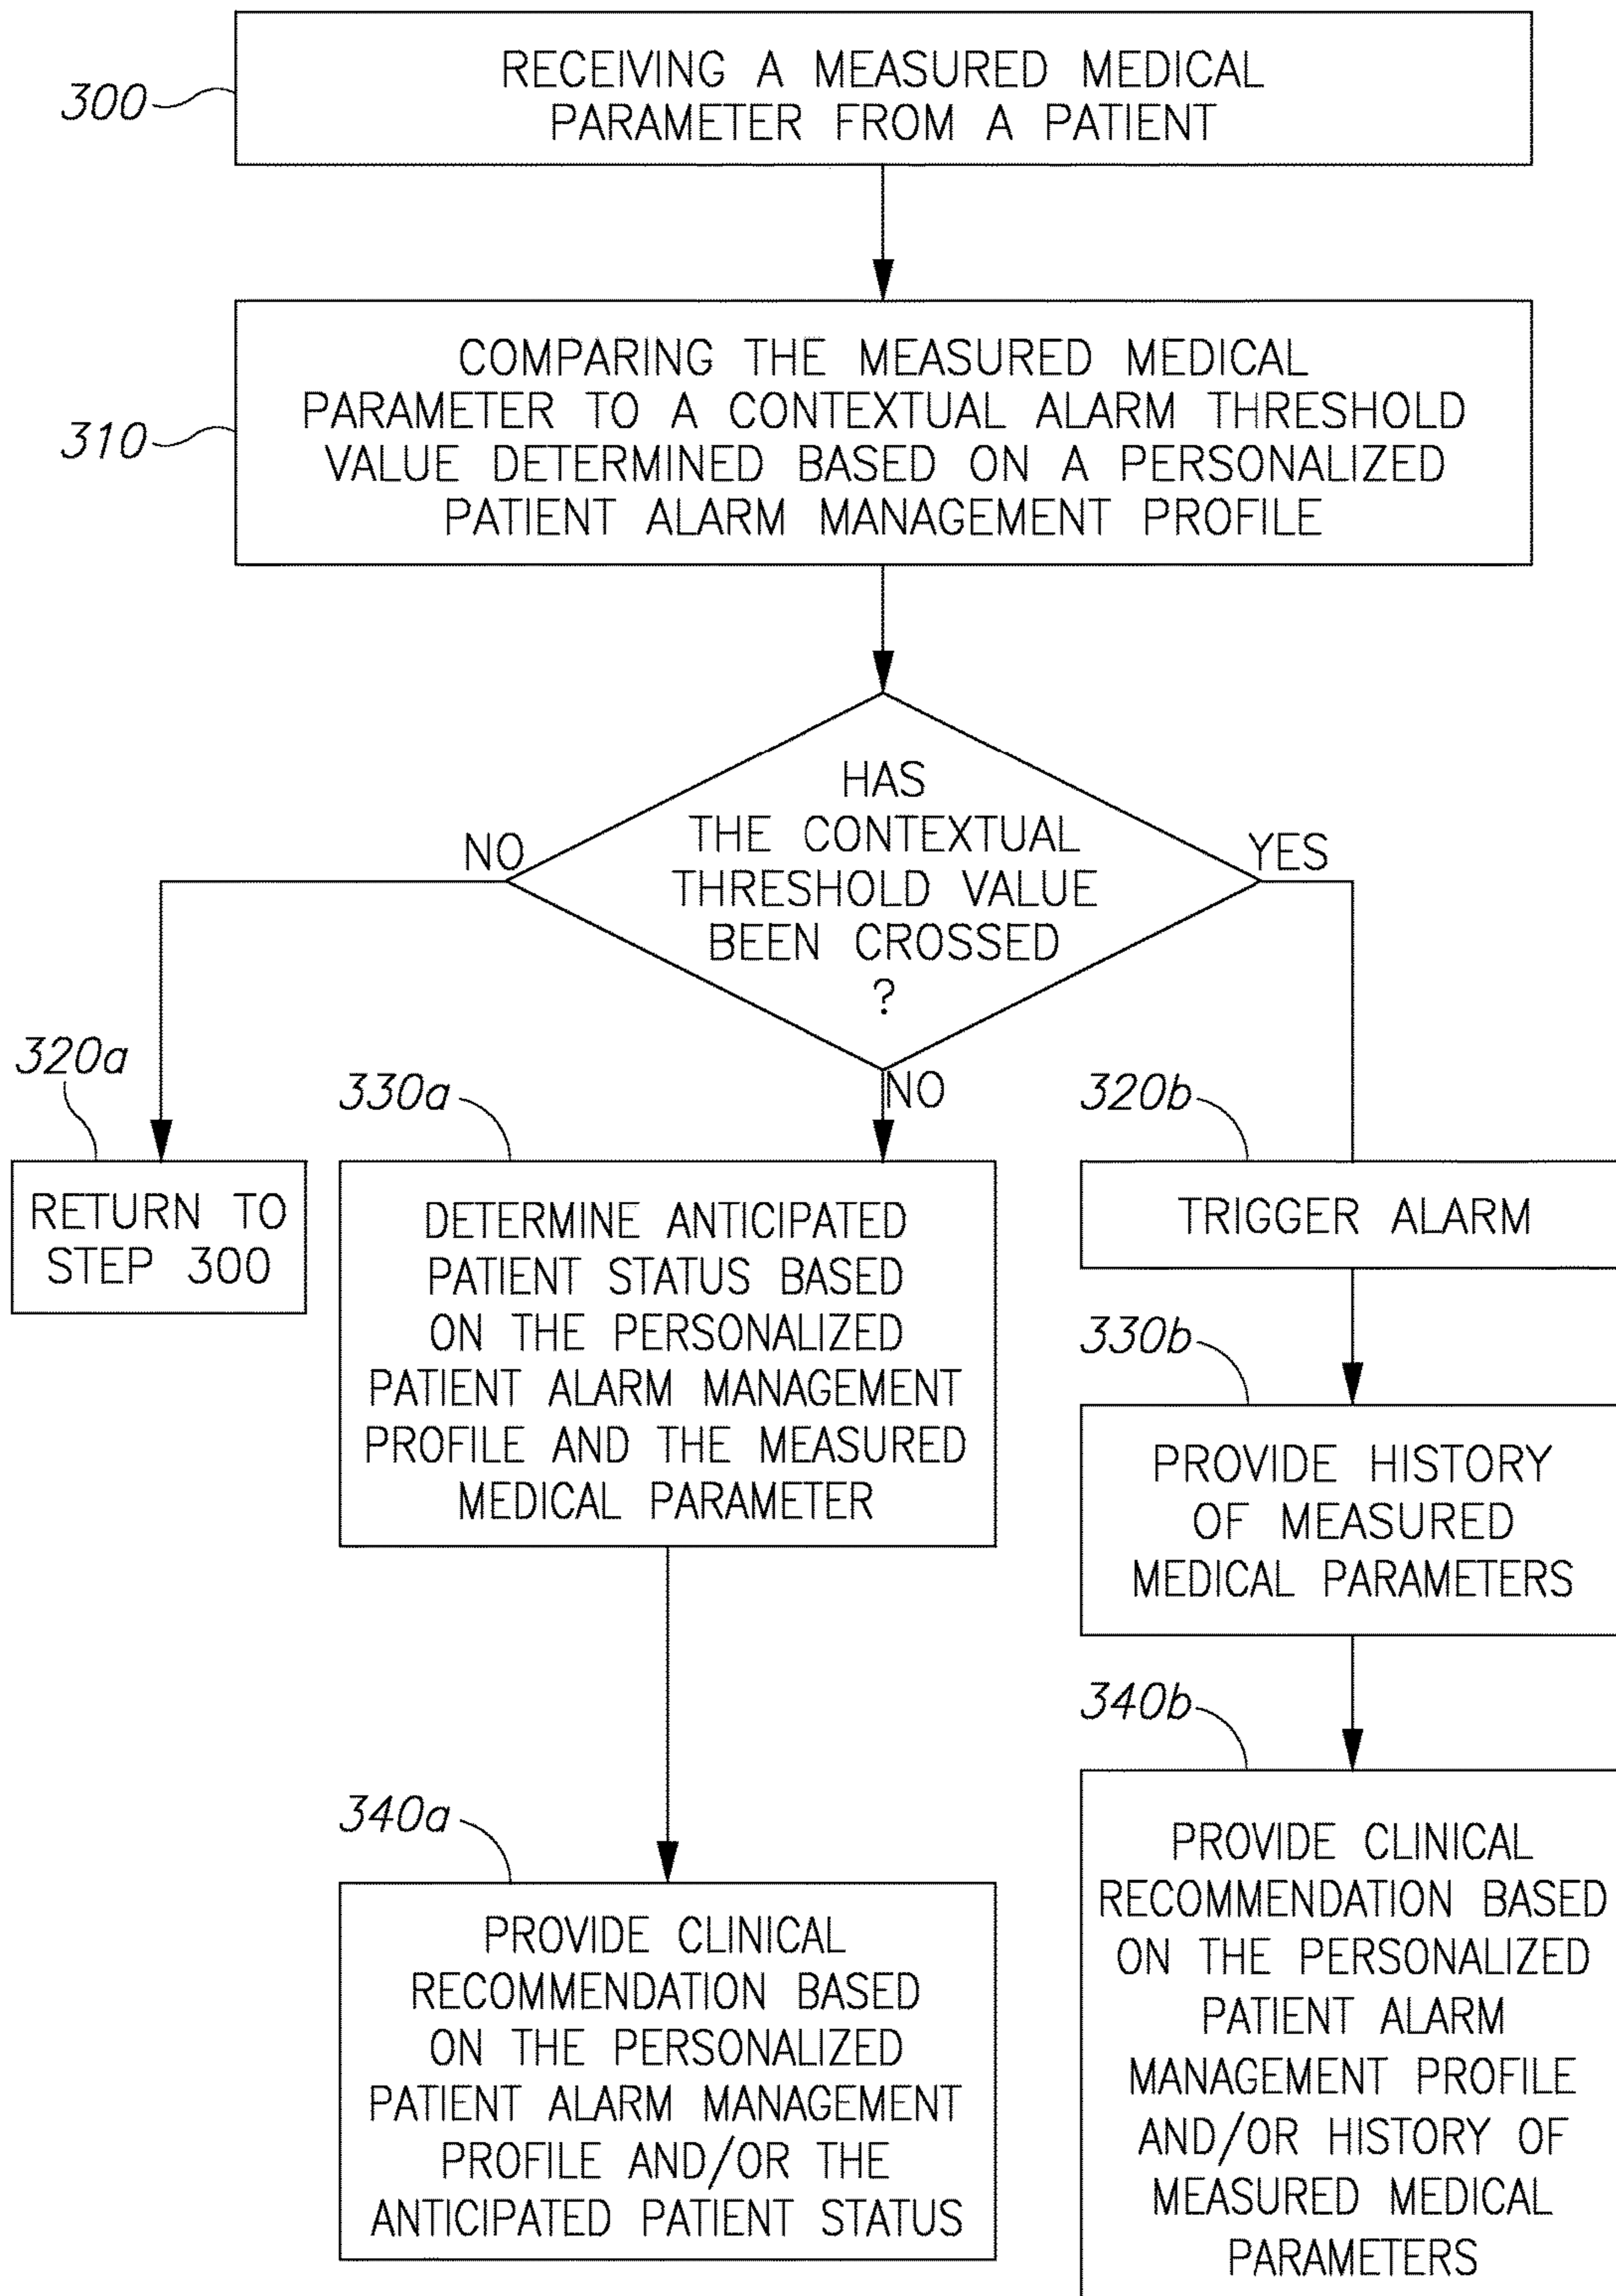 300
RECEIVING A MEASURED MEDICAL
PARAMETER FROM A PATIENT
310
COMPARING THE MEASURED MEDICAL
PARAMETER TO A CONTEXTUAL ALARM THRESHOLD
VALUE DETERMINED BASED ON A PERSONALIZED
PATIENT ALARM MANAGEMENT PROFILE
HAS
THE CONTEXTUAL
THRESHOLD VALUE
BEEN CROSSED
?
NO
YES
NO
320a
RETURN TO
STEP 300
330a
DETERMINE ANTICIPATED
PATIENT STATUS BASED
ON THE PERSONALIZED
PATIENT ALARM MANAGEMENT
PROFILE AND THE MEASURED
MEDICAL PARAMETER
340a
PROVIDE CLINICAL
RECOMMENDATION BASED
ON THE PERSONALIZED
PATIENT ALARM MANAGEMENT
PROFILE AND/OR THE
ANTICIPATED PATIENT STATUS
320b
TRIGGER ALARM
330b
PROVIDE HISTORY
OF MEASURED
MEDICAL PARAMETERS
340b
PROVIDE CLINICAL
RECOMMENDATION BASED
ON THE PERSONALIZED
PATIENT ALARM
MANAGEMENT PROFILE
AND/OR HISTORY OF
MEASURED MEDICAL
PARAMETERS